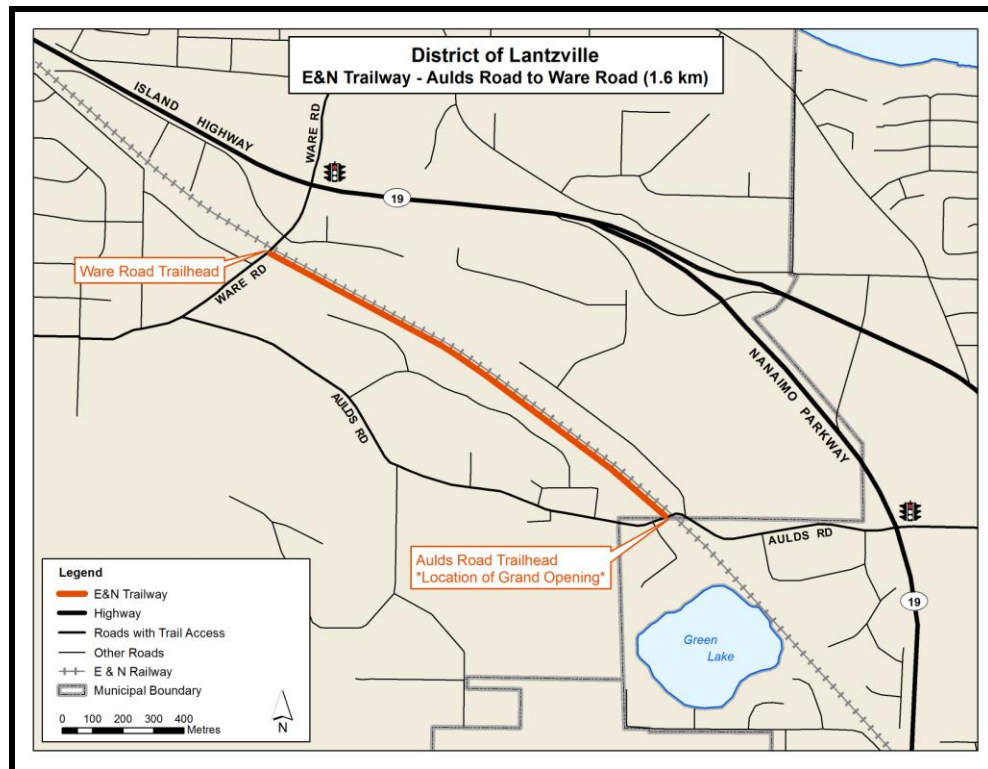 District of Lantzville
E&N Trailway - Aulds Road to Ware Road (1.6 km)
ISLAND
HIGHWAY
WARE RD
19
Ware Road Trailhead
WARE RD
AULDS RD
NANAIMO PARKWAY
Aulds Road Trailhead
*Location of Grand Opening*
AULDS RD
19
Green
Lake
Legend
E&N Trailway
Highway
Roads with Trail Access
Other Roads
E & N Railway
Municipal Boundary
0 100 200 300 400
Metres
N